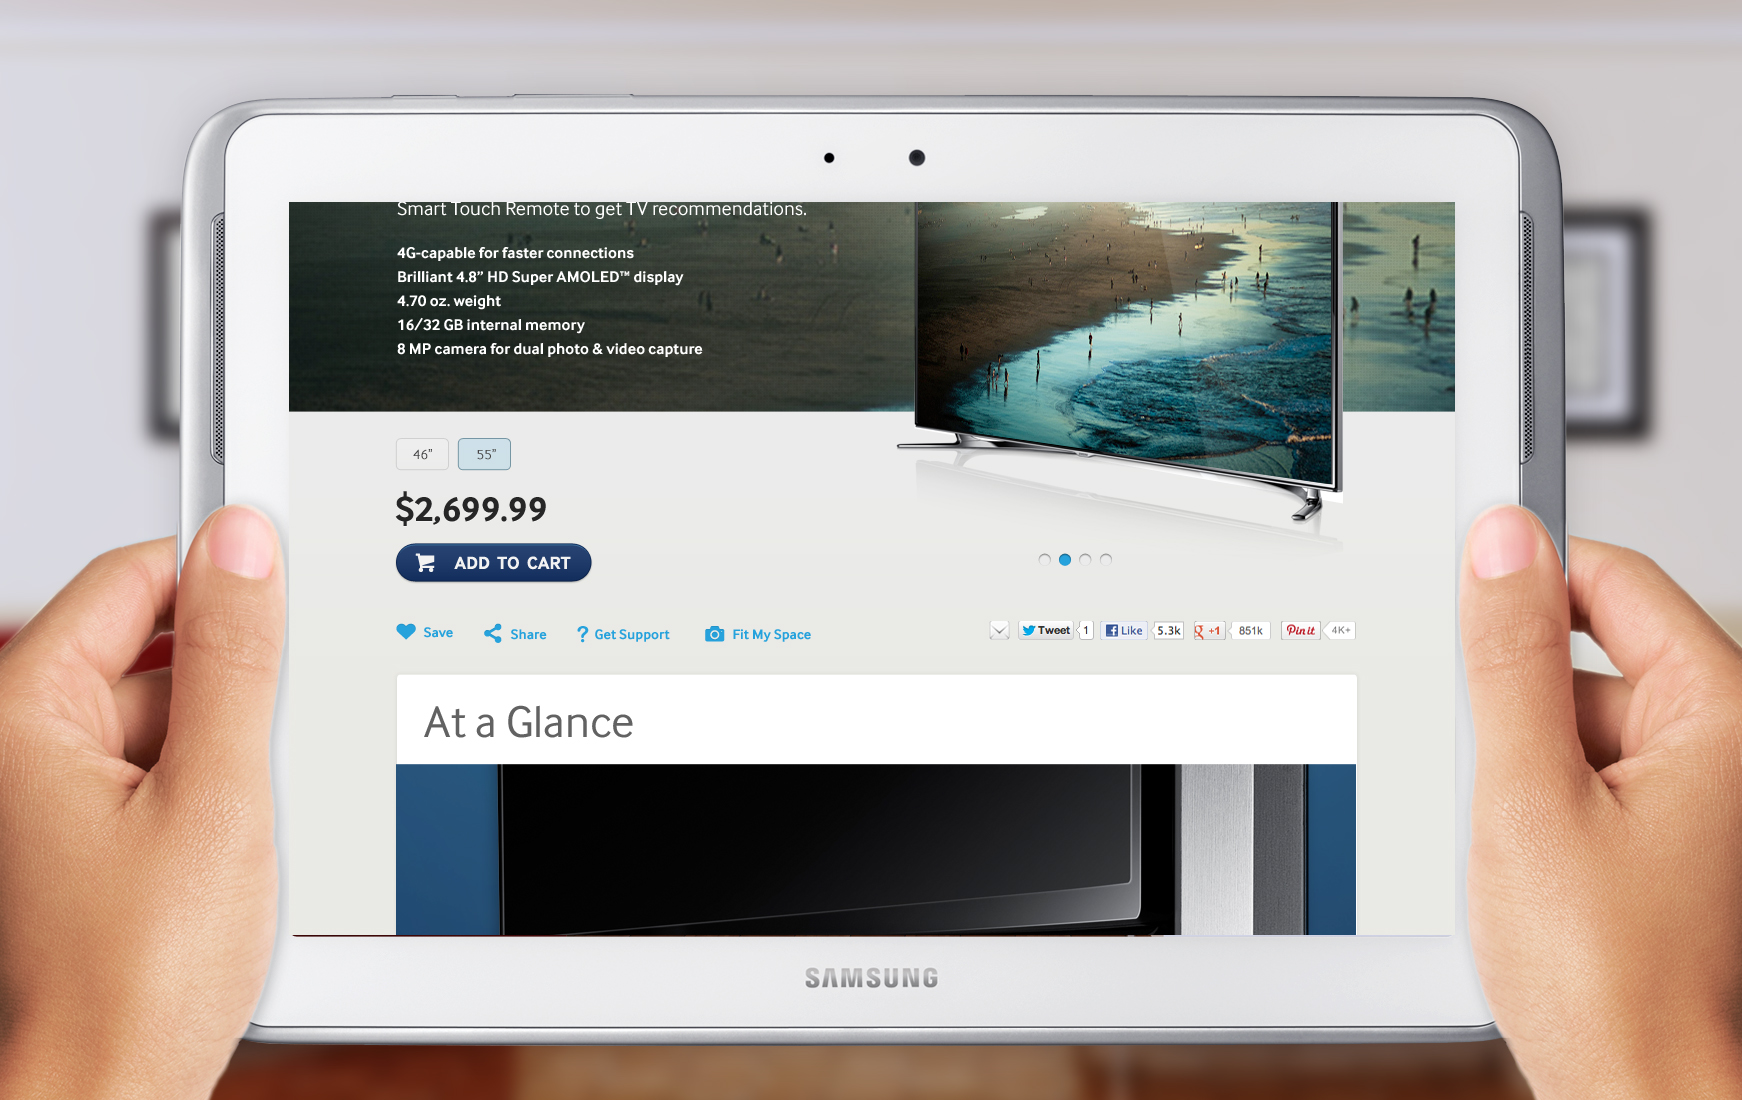 Smart Touch Remote to get TV recommendations.
4G-capable for faster connections
Brilliant 4.8” HD Super AMOLED™ display
4.70 oz. weight
16/32 GB internal memory
8 MP camera for dual photo & video capture
46”
55”
$2,699.99
ADD TO CART
Save
Share
? Get Support
Fit My Space
Tweet 1
Like 5.3k
g +1 851k
Pin it 4K+
At a Glance
SAMSUNG